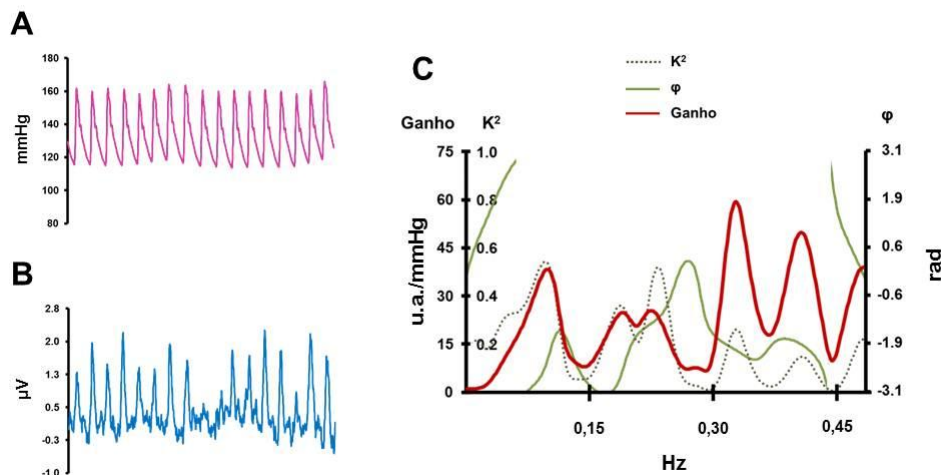 A
180
160
140
120
100
80
mmHg
B
2.8
2.0
1.3
0.5
-0.3
-1.0
µV
C
K²
φ
Ganho
Ganho K²
φ
75
60
45
30
15
0
u.a./mmHg
1.0
0.8
0.6
0.4
0.2
3.1
1.9
0.6
-0.6
-1.9
-3.1
rad
0,15
0,30
0,45
Hz